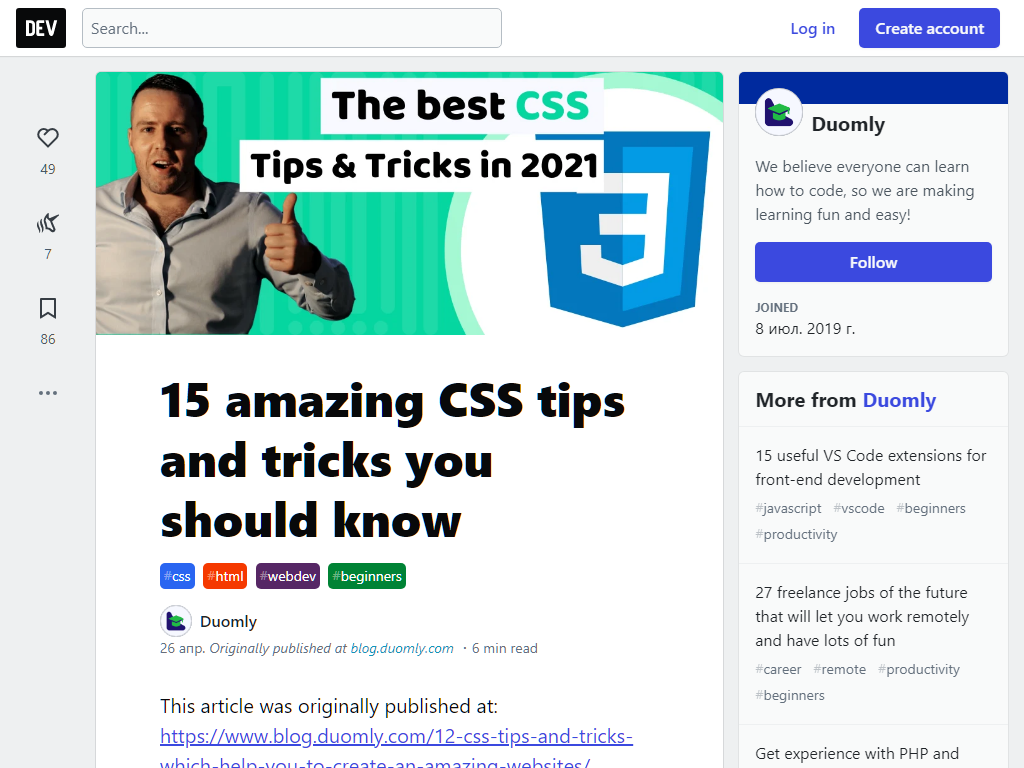 DEV
Search...
Log in
Create account
49
7
86
The best CSS
Tips & Tricks in 2021
15 amazing CSS tips
and tricks you
should know
#css #html #webdev #beginners
Duomly
26 апр. Originally published at blog.duomly.com ・6 min read
This article was originally published at:
https://www.blog.duomly.com/12-css-tips-and-tricks-
which-help-you-to-create-an-amazing-websites/
Duomly
We believe everyone can learn
how to code, so we are making
learning fun and easy!
Follow
JOINED
8 июл. 2019 г.
More from Duomly
15 useful VS Code extensions for
front-end development
#javascript #vscode #beginners
#productivity
27 freelance jobs of the future
that will let you work remotely
and have lots of fun
#career #remote #productivity
#beginners
Get experience with PHP and